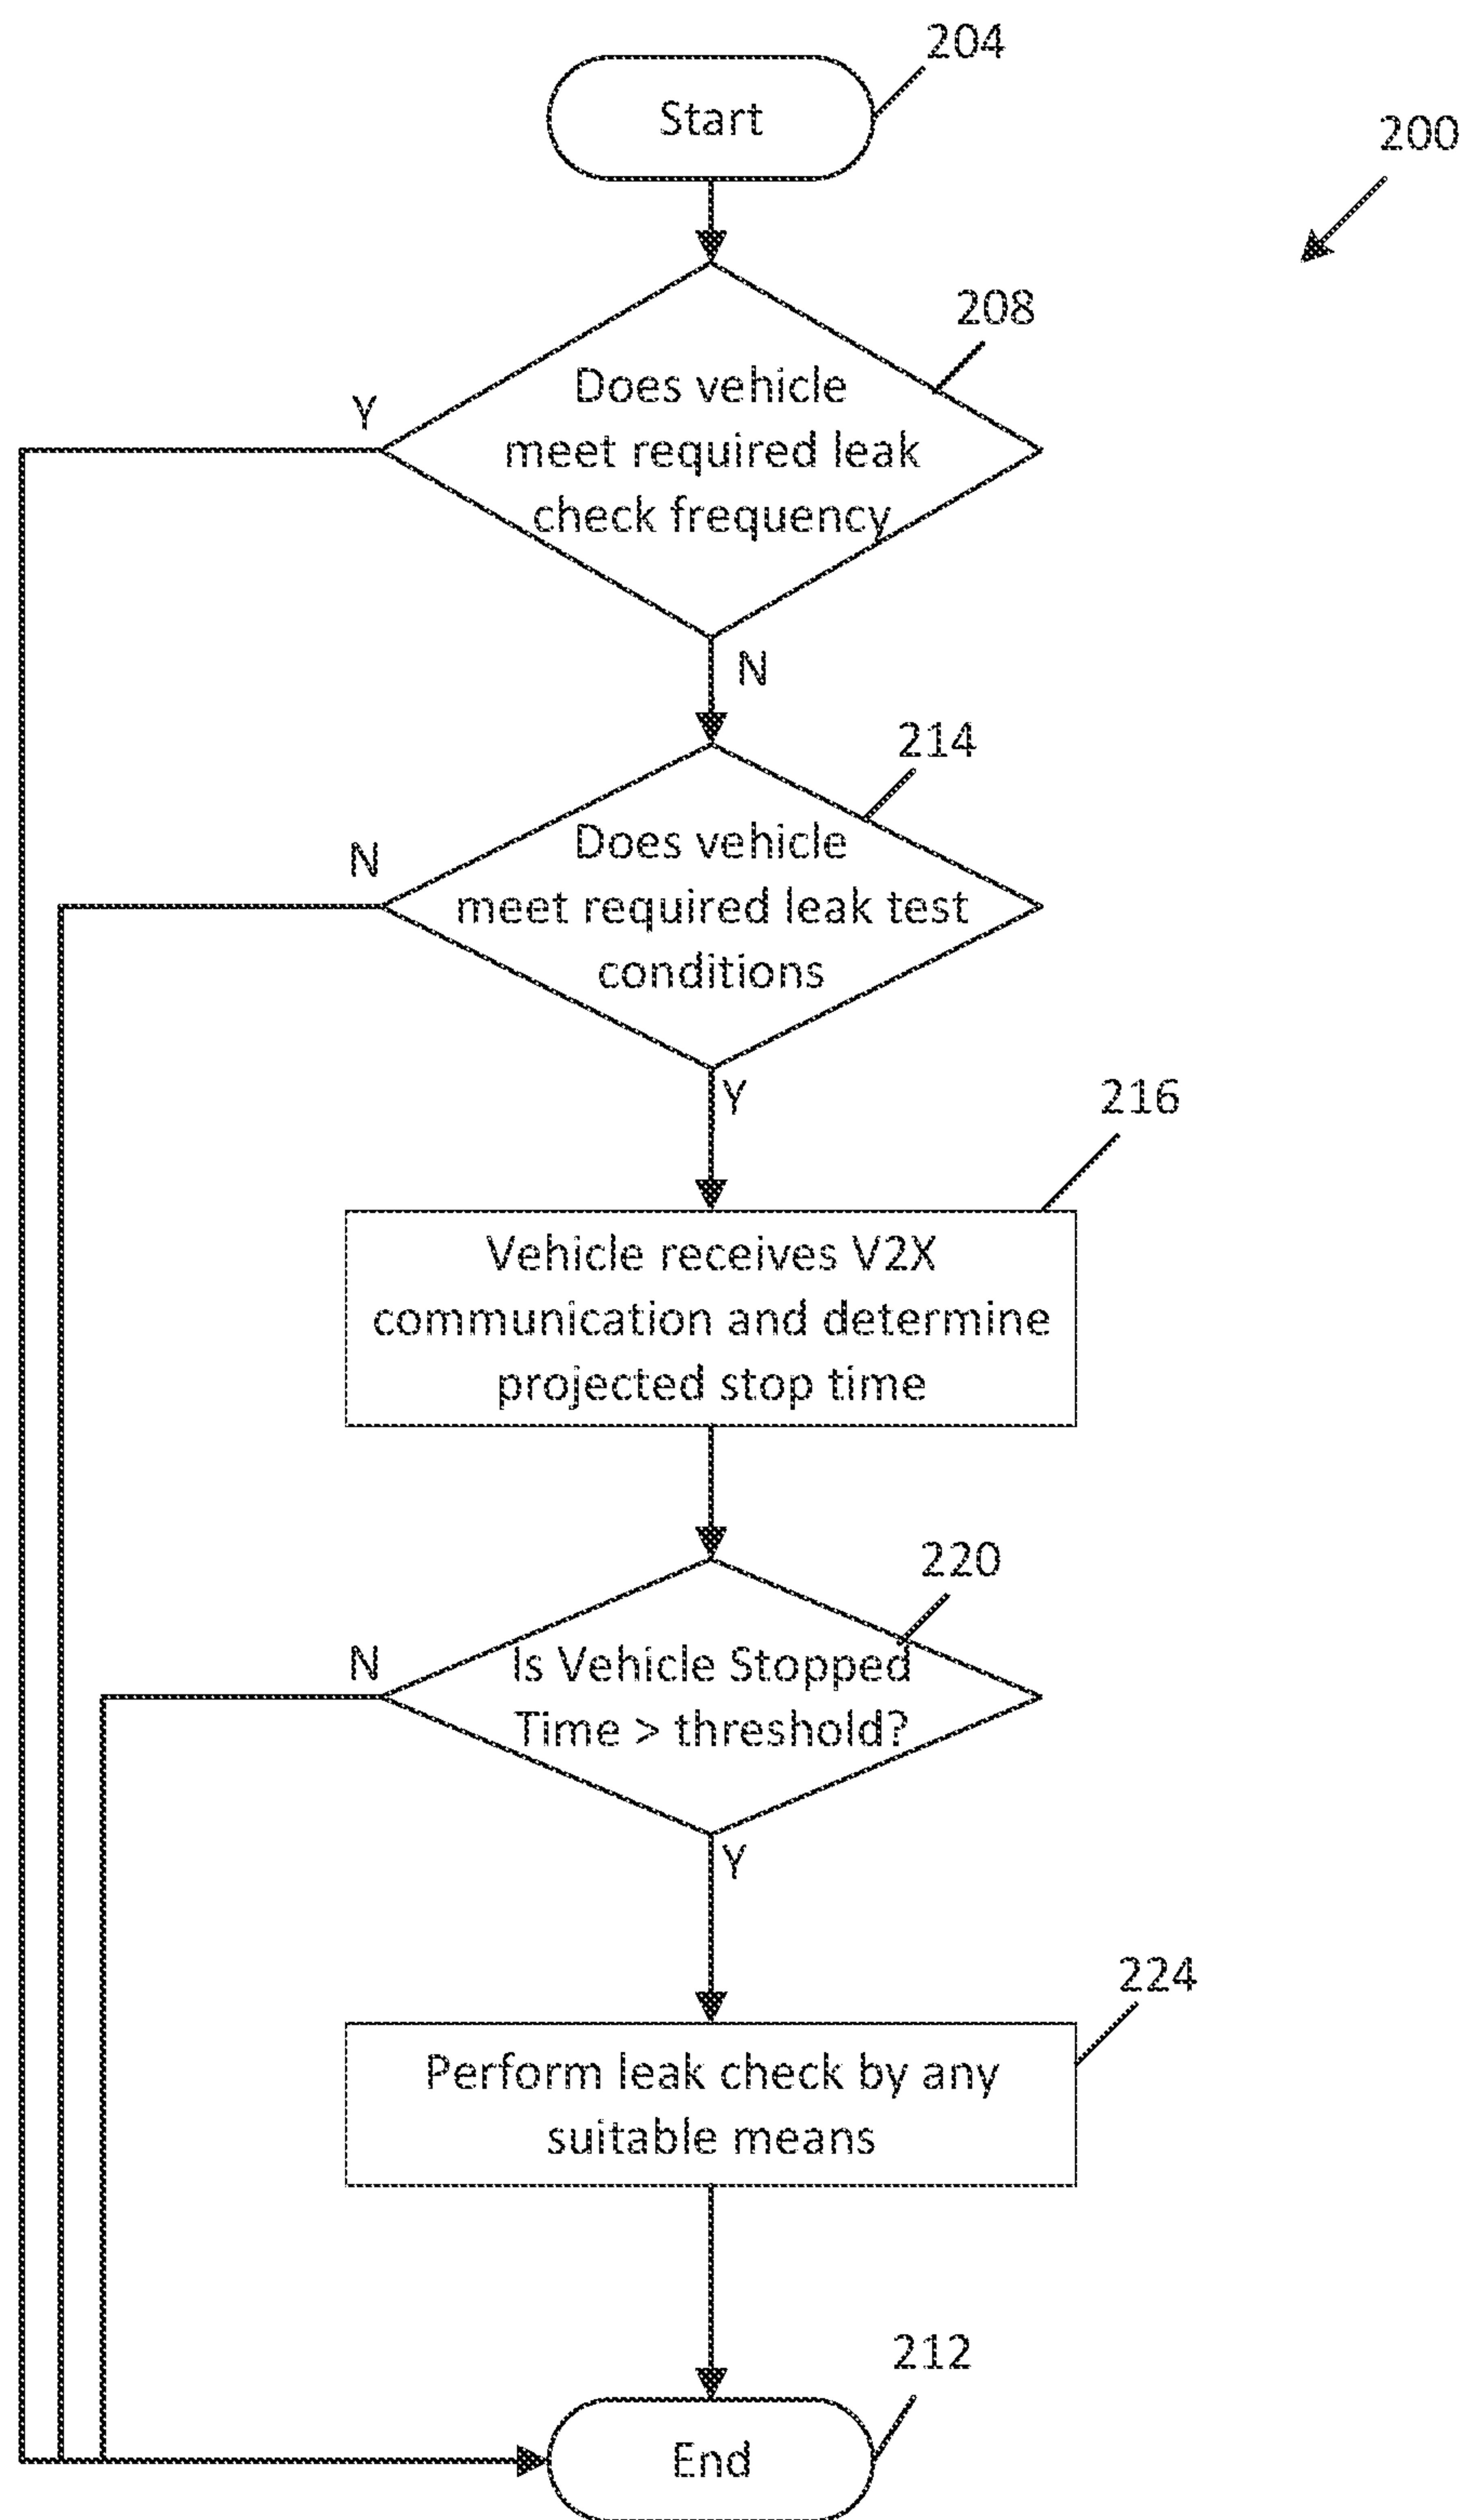 204
Start
200
208
Does vehicle
meet required leak
check frequency
Y
N
214
Does vehicle
meet required leak test
conditions
N
Y
216
Vehicle receives V2X
communication and determine
projected stop time
220
Is Vehicle Stopped
Time > threshold?
N
Y
224
Perform leak check by any
suitable means
212
End